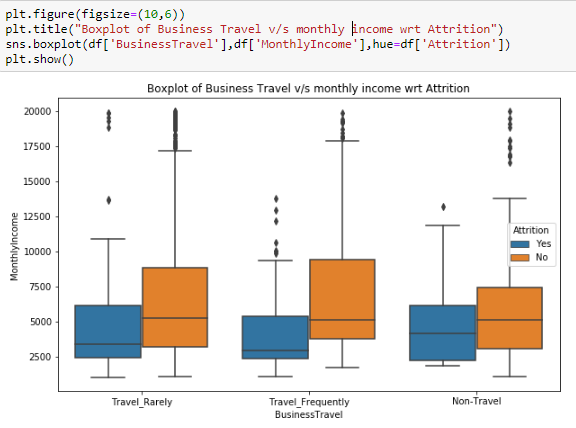 plt.figure(figsize=(10,6))
plt.title("Boxplot of Business Travel v/s monthly income wrt Attrition")
sns.boxplot(df['BusinessTravel'],df['MonthlyIncome'],hue=df['Attrition'])
plt.show()
Boxplot of Business Travel v/s monthly income wrt Attrition
20000
17500
15000
12500
10000
7500
5000
2500
MonthlyIncome
Attrition
Yes
No
Travel_Rarely
Travel_Frequently
Non-Travel
BusinessTravel